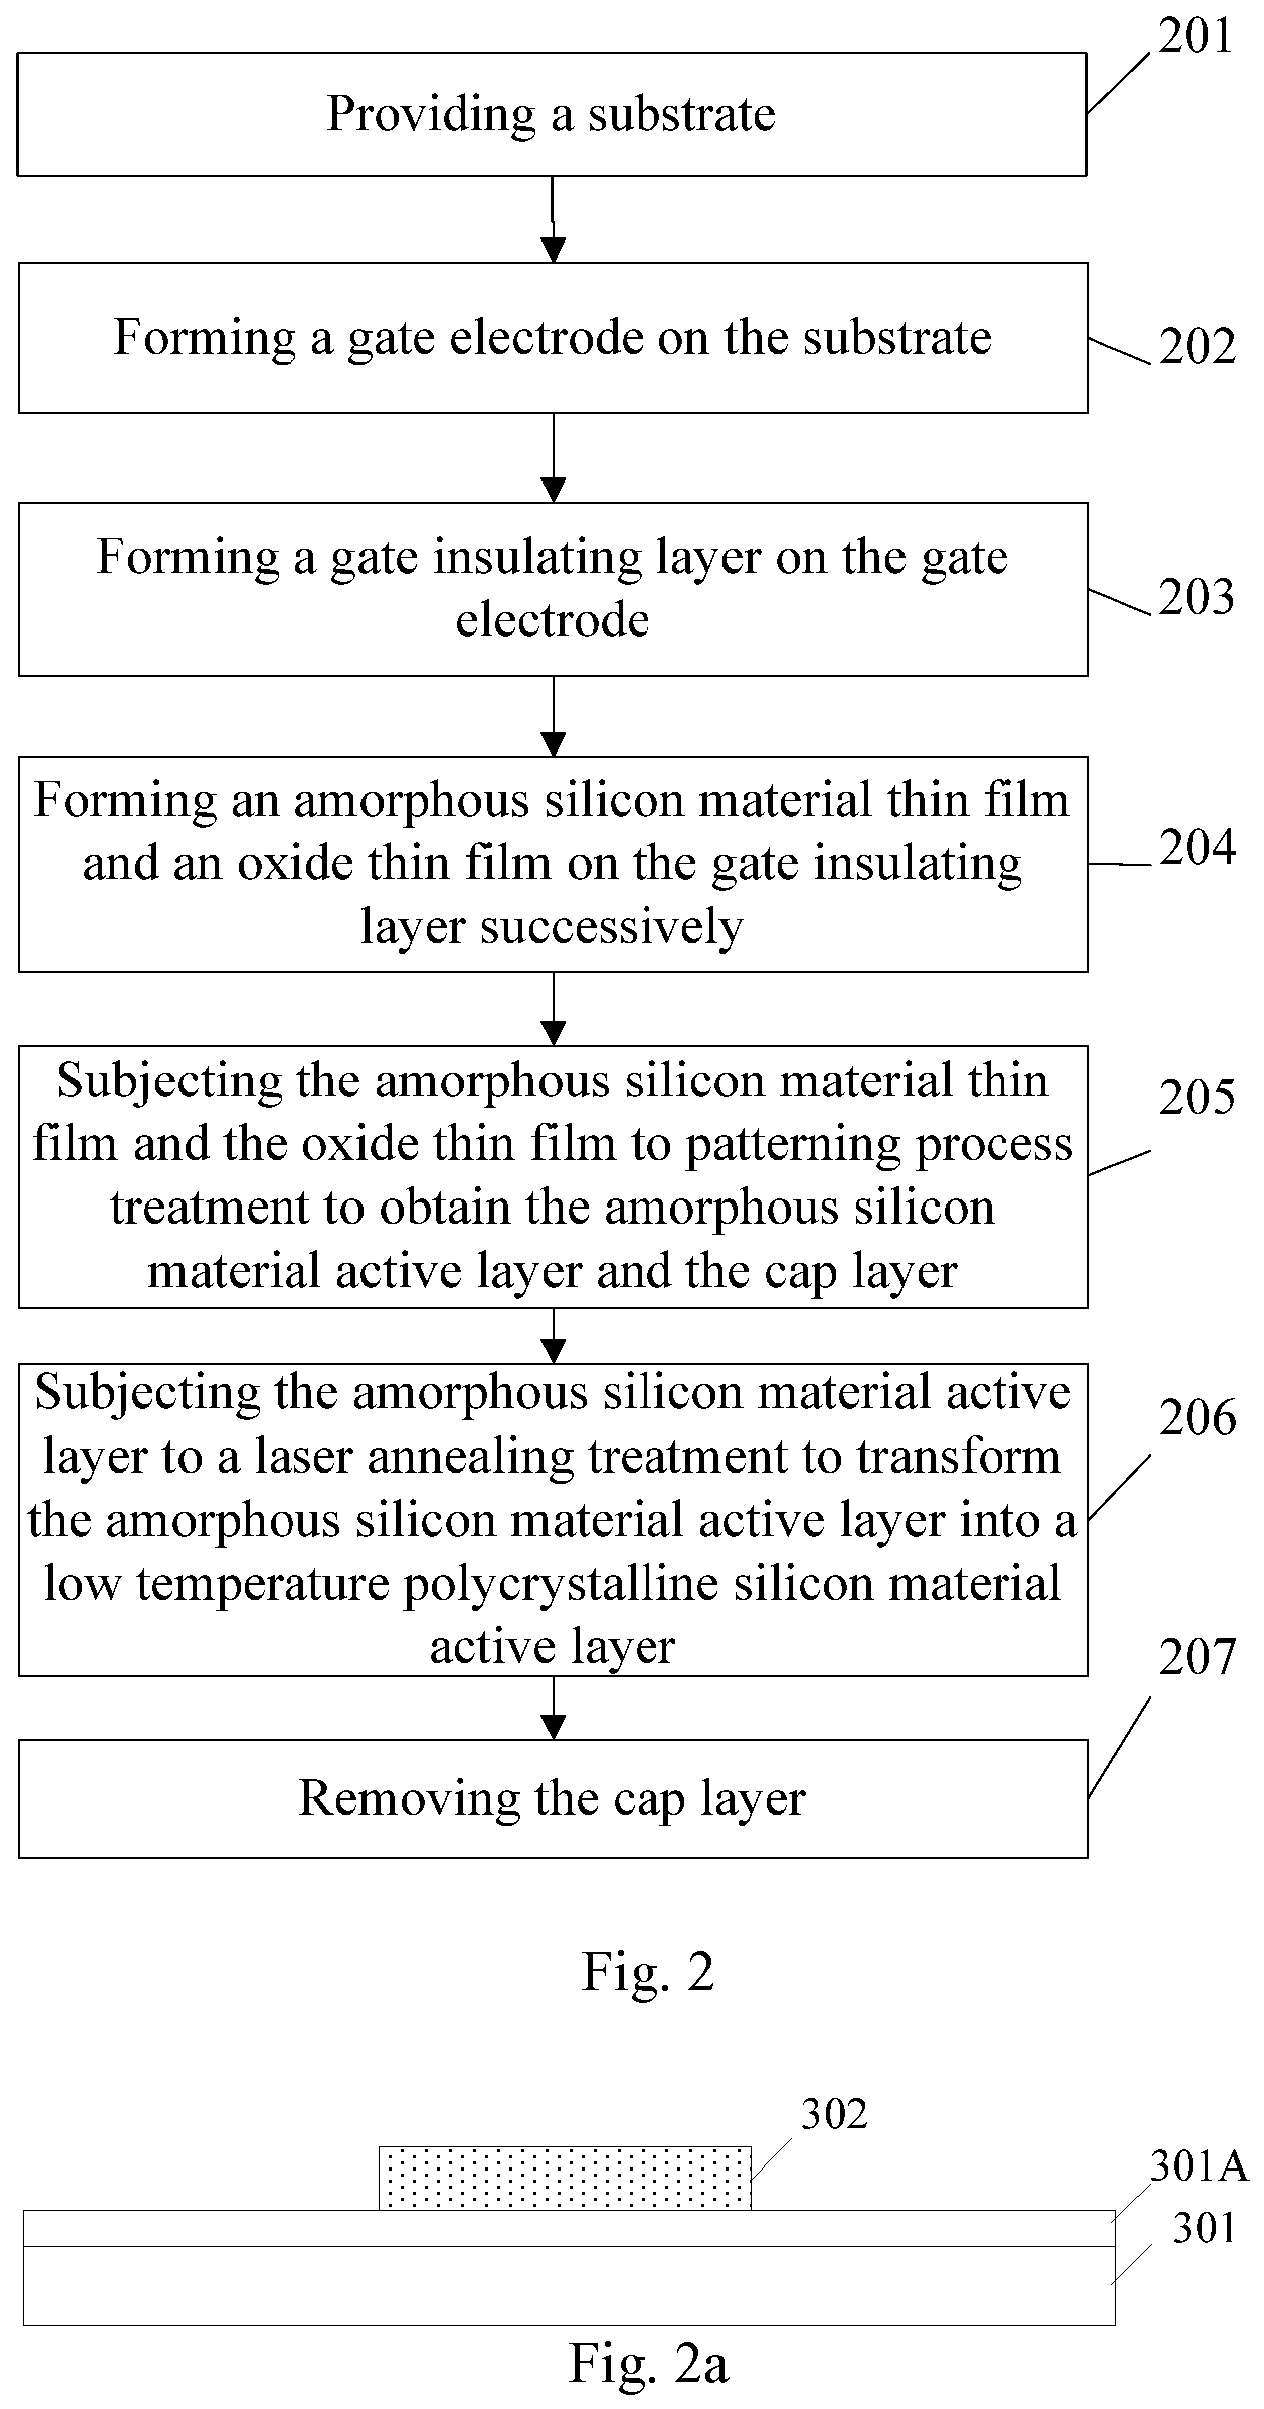 201
Providing a substrate
Forming a gate electrode on the substrate
202
Forming a gate insulating layer on the gate
electrode
203
Forming an amorphous silicon material thin film
and an oxide thin film on the gate insulating
layer successively
204
Subjecting the amorphous silicon material thin
film and the oxide thin film to patterning process
treatment to obtain the amorphous silicon
material active layer and the cap layer
205
Subjecting the amorphous silicon material active
layer to a laser annealing treatment to transform
the amorphous silicon material active layer into a
low temperature polycrystalline silicon material
active layer
206
207
Removing the cap layer
Fig. 2
302
301A
301
Fig. 2a